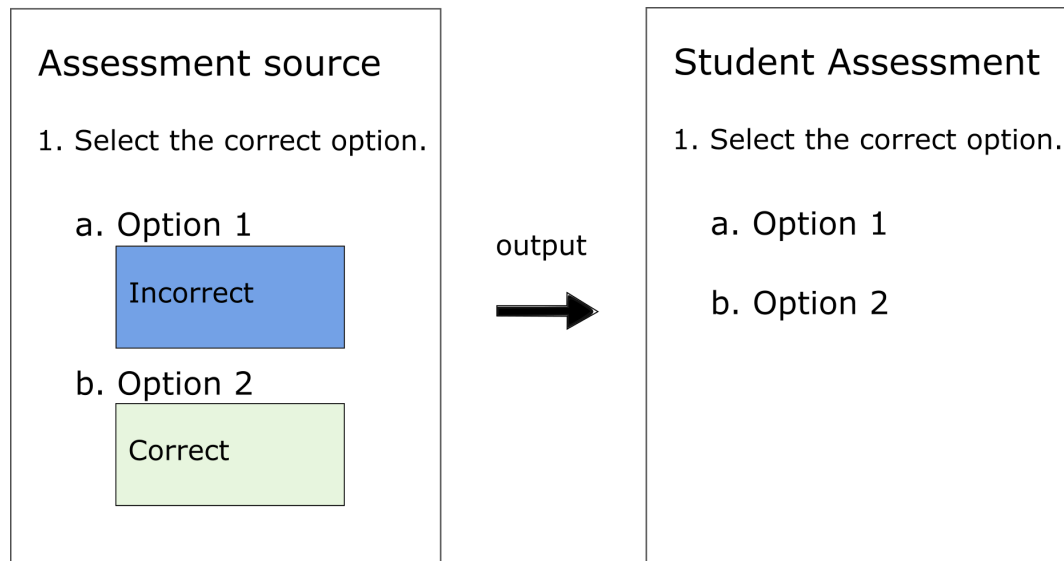 Assessment source
1. Select the correct option.
a. Option 1
Incorrect
b. Option 2
Correct
output
Student Assessment
1. Select the correct option.
a. Option 1
b. Option 2